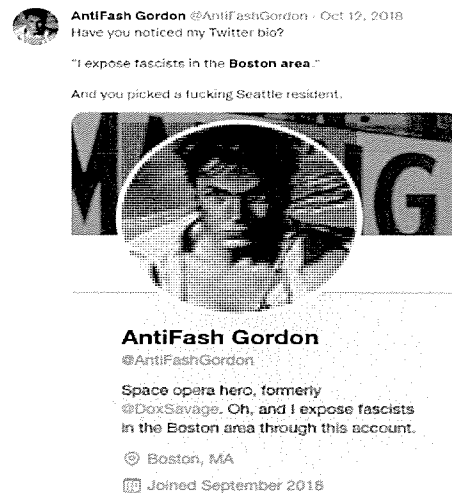 AntiFash Gordon @AntiFashGordon · Oct 12, 2018
Have you noticed my Twitter bio?
"I expose fascists in the Boston area."
And you picked a fucking Seattle resident.
AntiFash Gordon
@AntiFashGordon
Space opera hero, formerly
@DoxSavage. Oh, and I expose fascists
in the Boston area through this account.
Boston, MA
Joined September 2018